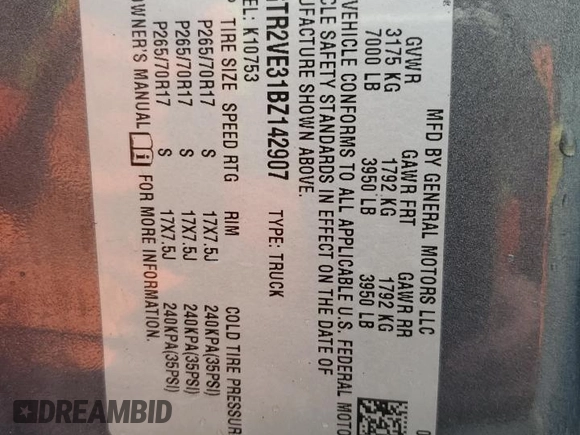 MFD BY GENERAL MOTORS LLC
GVWR GAWR FRT GAWR RR
3175 KG 1792 KG 1792 KG
7000 LB 3950 LB 3950 LB
VEHICLE CONFORMS TO ALL APPLICABLE U.S. FEDERAL MOTO
CLE SAFETY STANDARDS IN EFFECT ON THE DATE OF
UFACTURE SHOWN ABOVE.
GTR2VE31BZ142907 TYPE: TRUCK
EL: K10753
TIRE SIZE SPEED RTG RIM COLD TIRE PRESSUR
P265/70R17 S 17X7.5J 240KPA(35PSI)
P265/70R17 S 17X7.5J 240KPA(35PSI)
P265/70R17 S 17X7.5J 240KPA(35PSI)
OWNER'S MANUAL FOR MORE INFORMATION.
DREAMBID